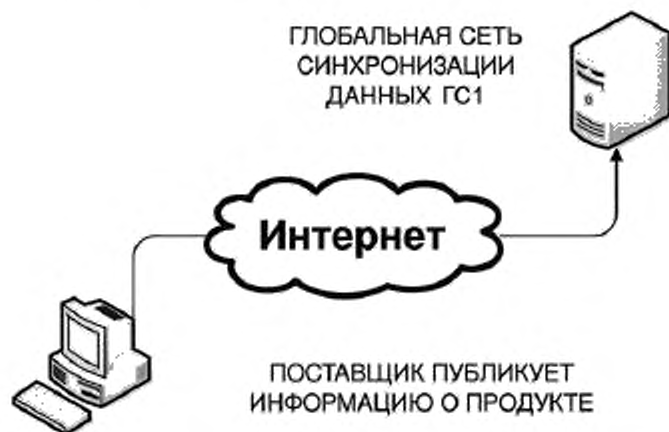 ГЛОБАЛЬНАЯ СЕТЬ
СИНХРОНИЗАЦИИ
ДАННЫХ ГС1
Интернет
ПОСТАВЩИК ПУБЛИКУЕТ
ИНФОРМАЦИЮ О ПРОДУКТЕ